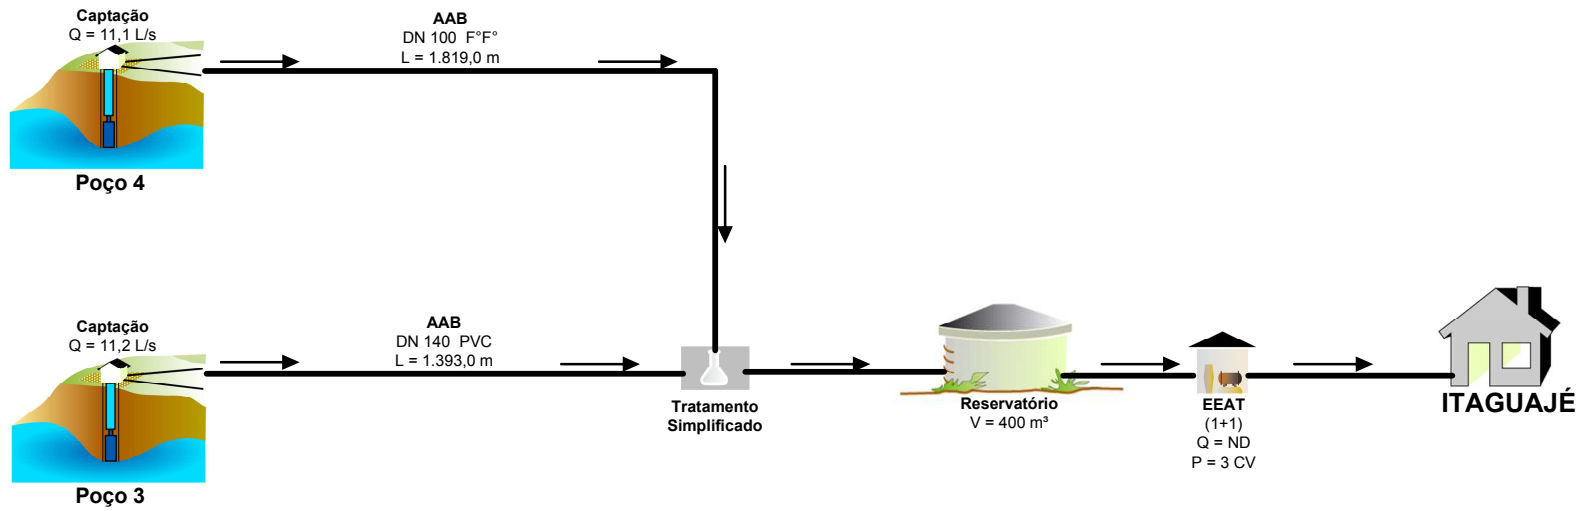 Captação
Q = 11,1 L/s
AAB
DN 100  F°F°
L = 1.819,0 m
Poço 4
Captação
Q = 11,2 L/s
AAB
DN 140  PVC
L = 1.393,0 m
Poço 3
Tratamento
Simplificado
Reservatório
V = 400 m³
EEAT
(1+1)
Q = ND
P = 3 CV
ITAGUAJÉ